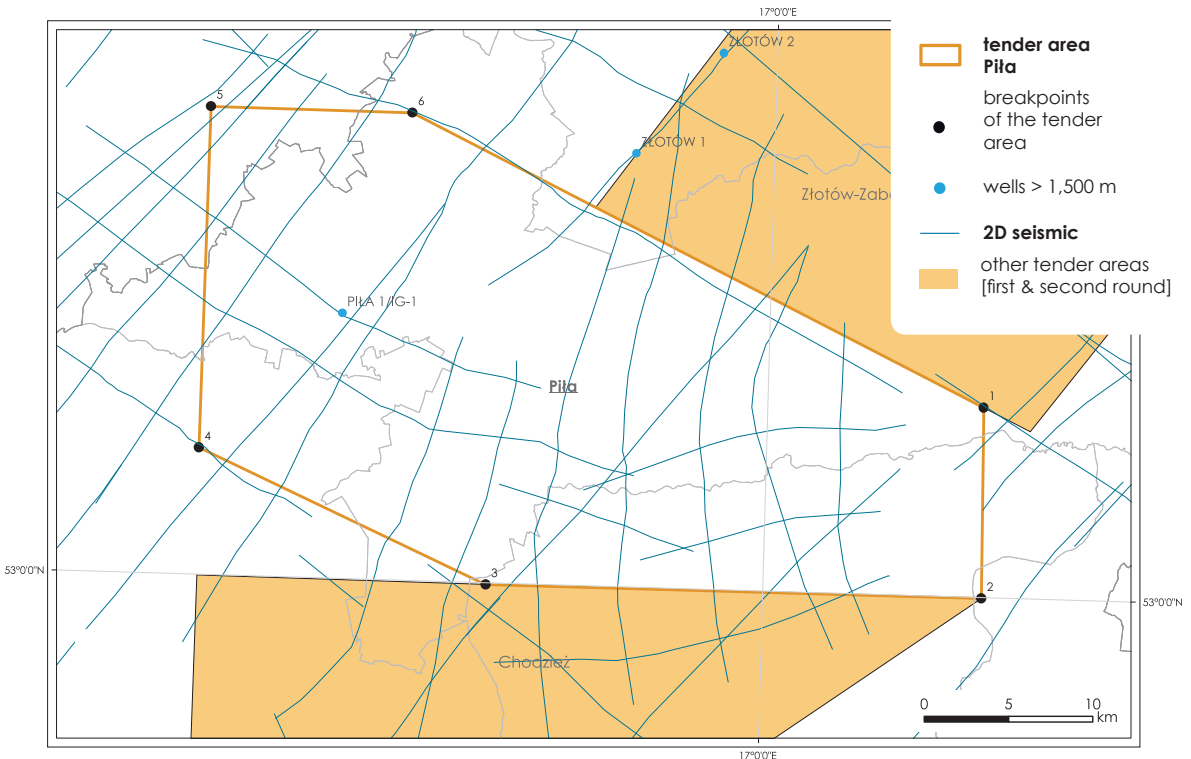 17°0'0"E
ZŁOTÓW 2
5
6
ZŁOTÓW 1
Złotów-Zaba
tender area
Piła
breakpoints
of the tender
area
wells > 1,500 m
2D seismic
other tender areas
[first & second round]
PIŁA 1/IG-1
Piła
1
4
53°0'0"N
3
2
53°0'0"N
Chodzież
0 5 10
km
17°0'0"E